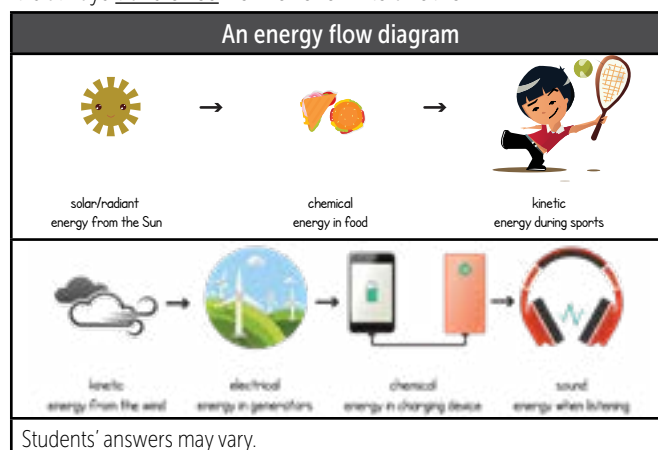 An energy flow diagram
solar/radiant
energy from the Sun
chemical
energy in food
kinetic
energy during sports
kinetic
energy from the wind
electrical
energy in generators
chemical
energy in charging device
sound
energy when listening
Students' answers may vary.